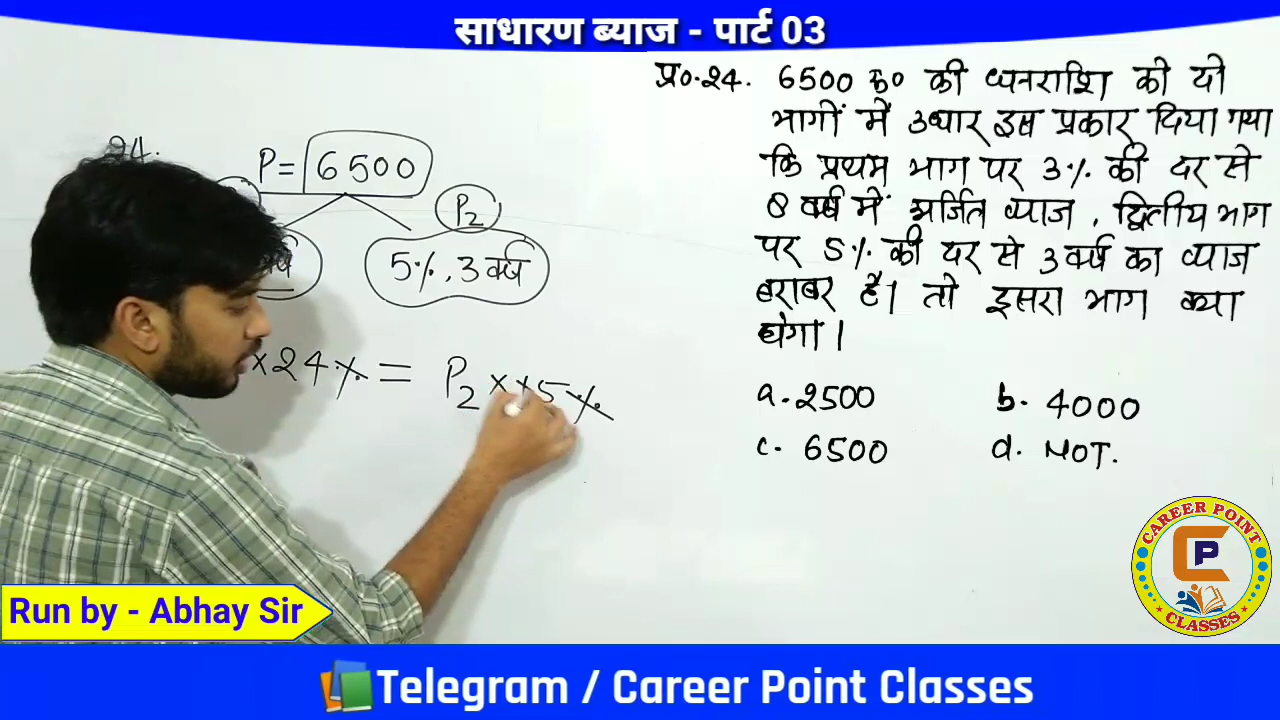 साधारण ब्याज - पार्ट 03
24.
P = 6500
P2
र्ष
5%, 3 वर्ष
× 24% = P2 × 15%
प्र०.24. 6500 रु० की धनराशि को दो
भागों में उधार इस प्रकार दिया गया
कि प्रथम भाग पर 3% की दर से
8 वर्ष में अर्जित व्याज, द्वितीय भाग
पर 5% की दर से 3 वर्ष का व्याज
बराबर है। तो दूसरा भाग क्या
होगा।
a. 2500 b. 4000
c. 6500 d. NOT.
CAREER POINT
CP
CLASSES
Run by - Abhay Sir
Telegram / Career Point Classes